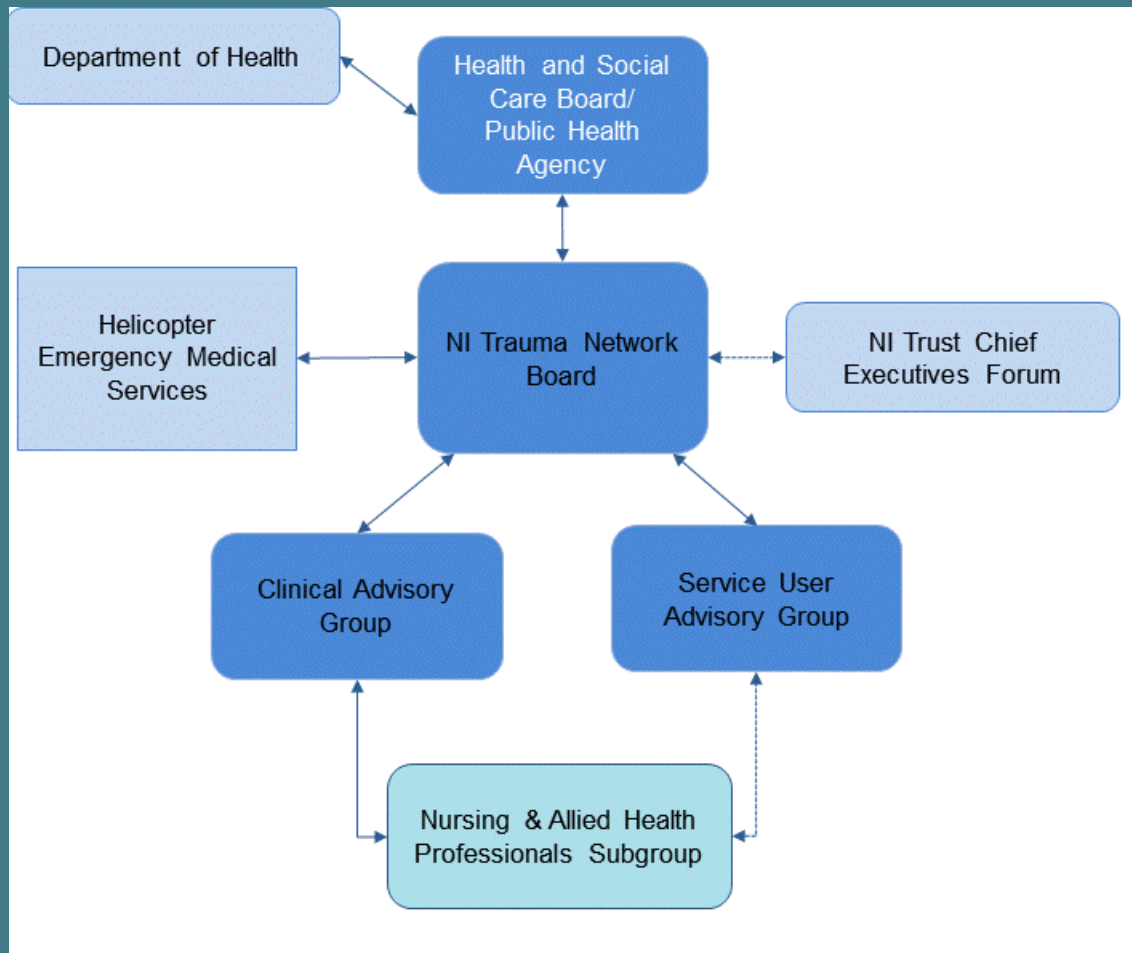 Department of Health
Health and Social
Care Board/
Public Health
Agency
Helicopter
Emergency Medical
Services
NI Trauma Network
Board
NI Trust Chief
Executives Forum
Clinical Advisory
Group
Service User
Advisory Group
Nursing & Allied Health
Professionals Subgroup